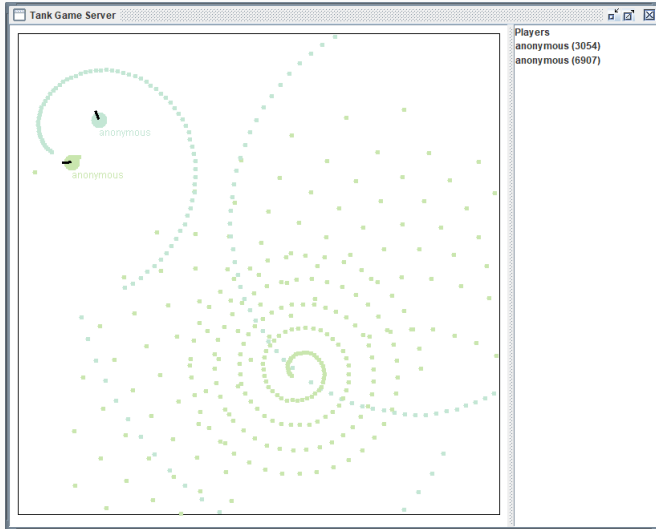 Tank Game Server
Players
anonymous (3054)
anonymous (6907)
anonymous
anonymous